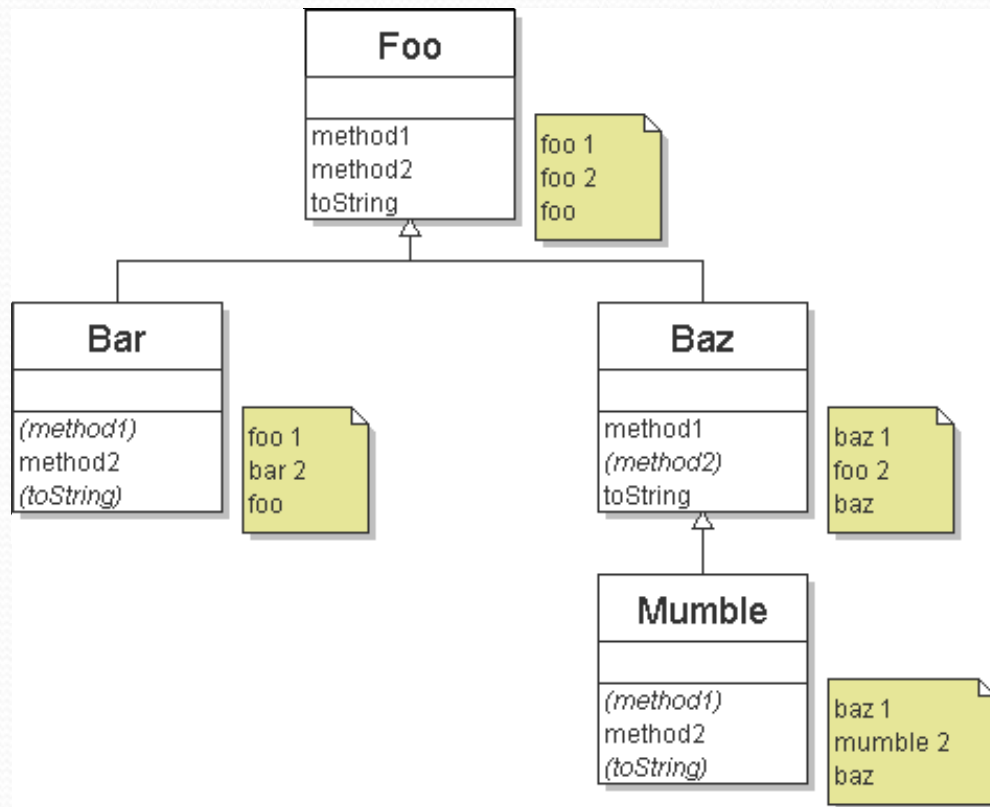 Foo
method1
method2
toString
foo 1
foo 2
foo
Bar
(method1)
method2
(toString)
foo 1
bar 2
foo
Baz
method1
(method2)
toString
baz 1
foo 2
baz
Mumble
(method1)
method2
(toString)
baz 1
mumble 2
baz